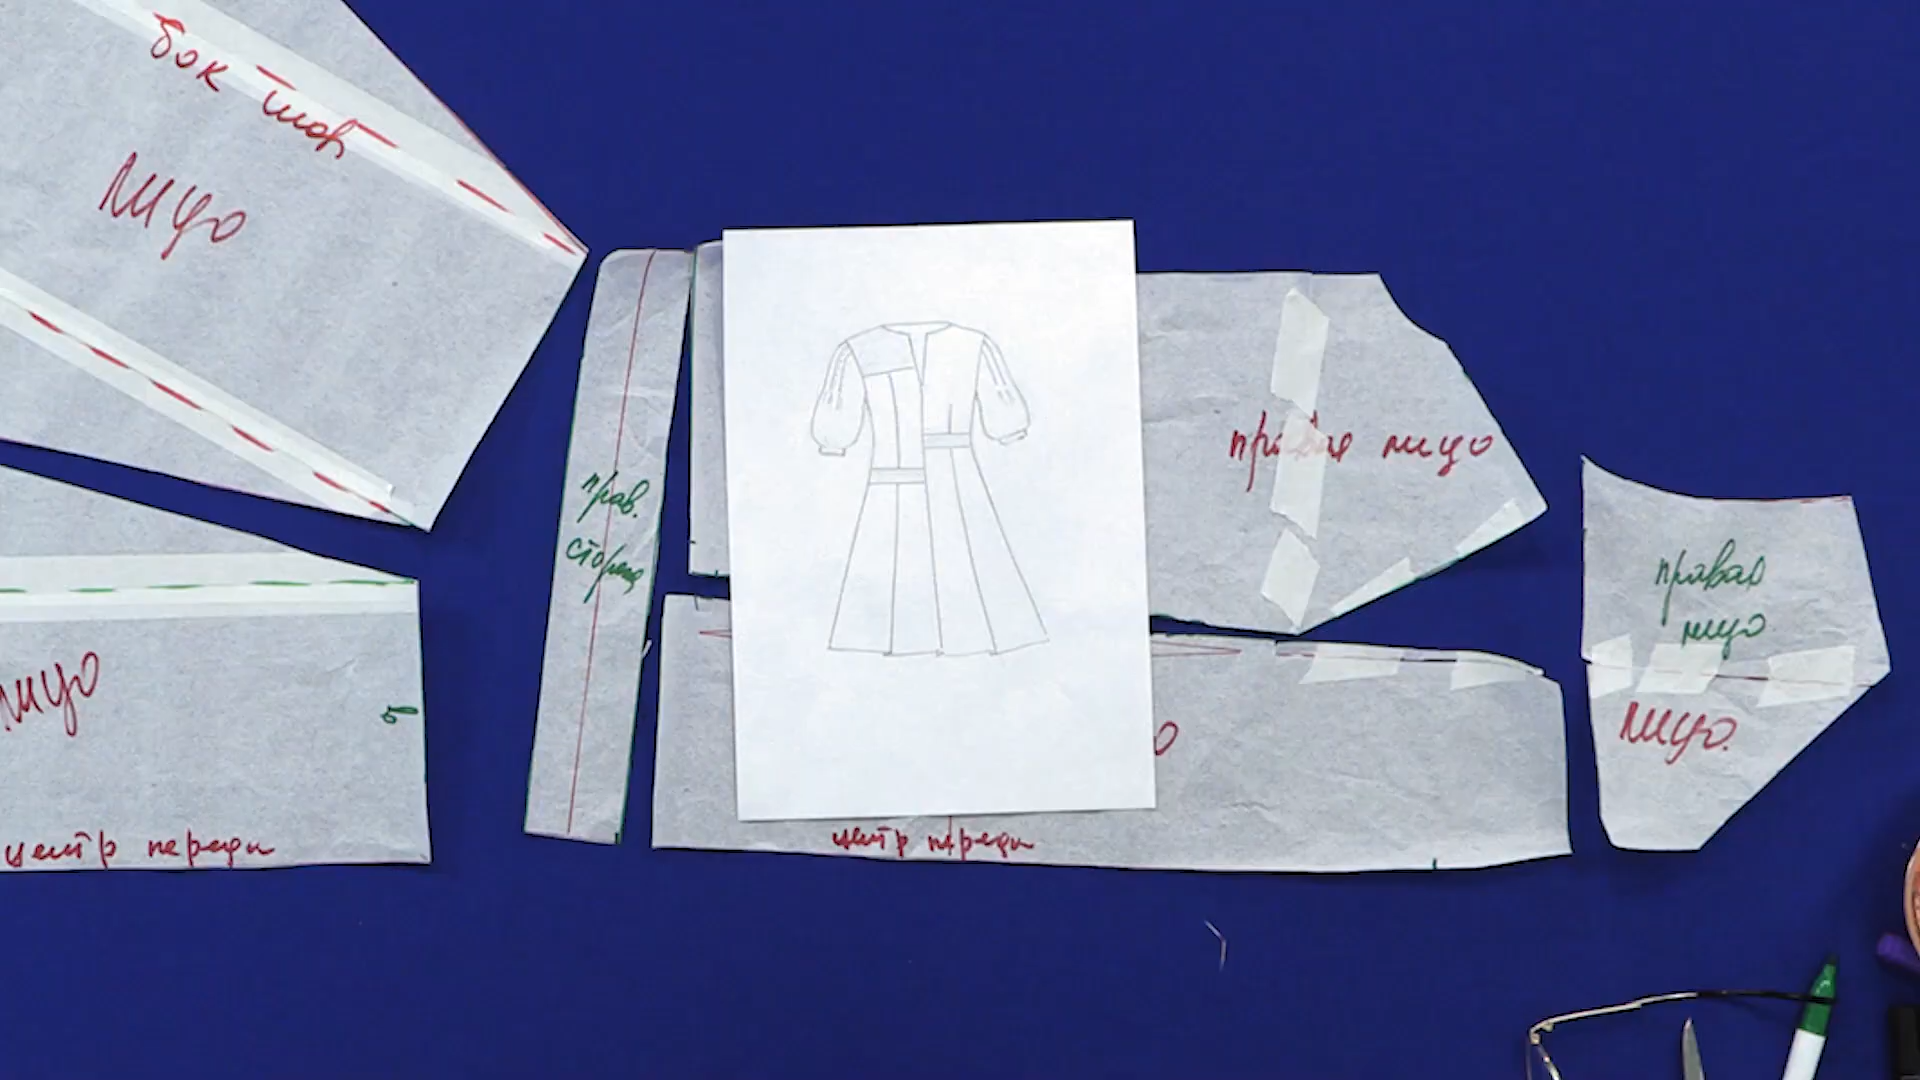 бок шов
лицо
прав.
сторона
правая лицо
правая
лицо
лицо.
лицо
б
о
центр переди
центр переди